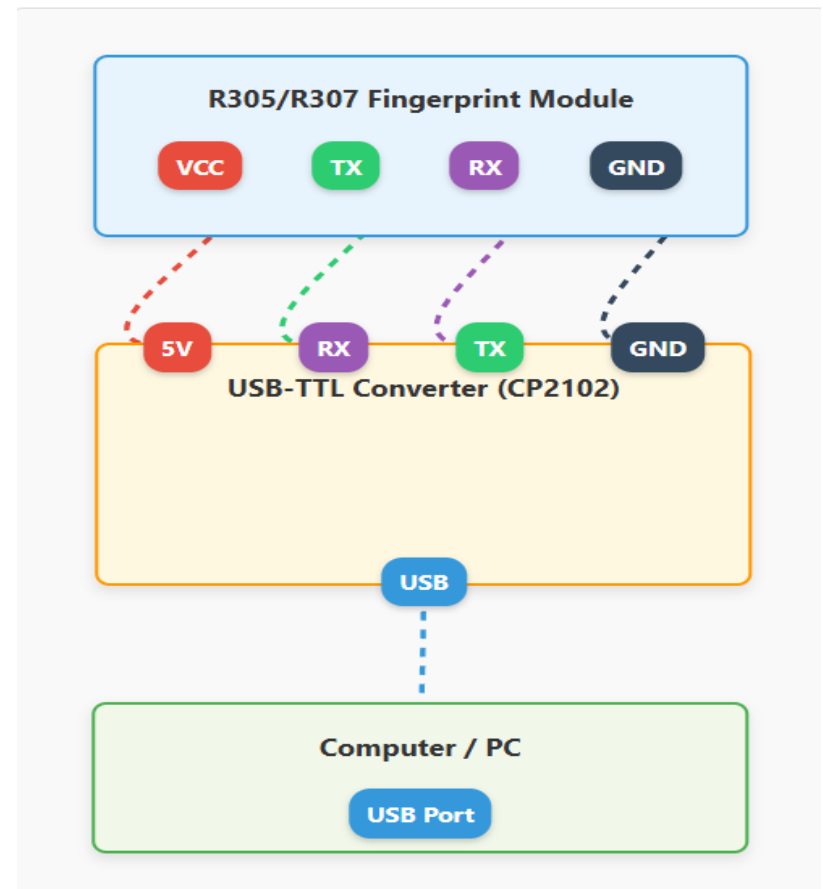 R305/R307 Fingerprint Module
VCC TX RX GND
5V RX TX GND
USB-TTL Converter (CP2102)
USB
Computer / PC
USB Port